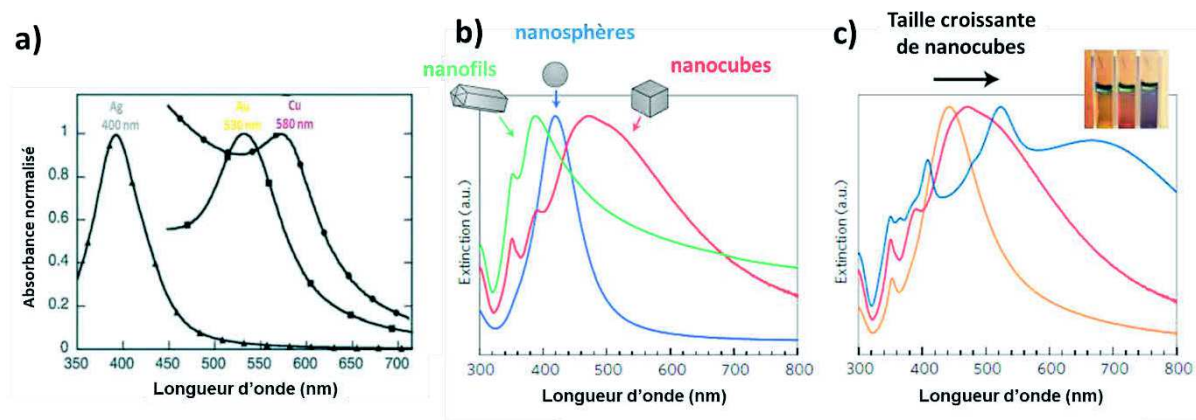 a)
Ag
400 nm
Au
530 nm
Cu
580 nm
1
0.8
0.6
0.4
0.2
0
350 400 450 500 550 600 650 700
Absorbance normalisé
Longueur d'onde (nm)
b)
nanosphères
nanofils
nanocubes
Extinction (a.u.)
300 400 500 600 700 800
Longueur d'onde (nm)
c)
Taille croissante
de nanocubes
Extinction (a.u.)
300 400 500 600 700 800
Longueur d'onde (nm)